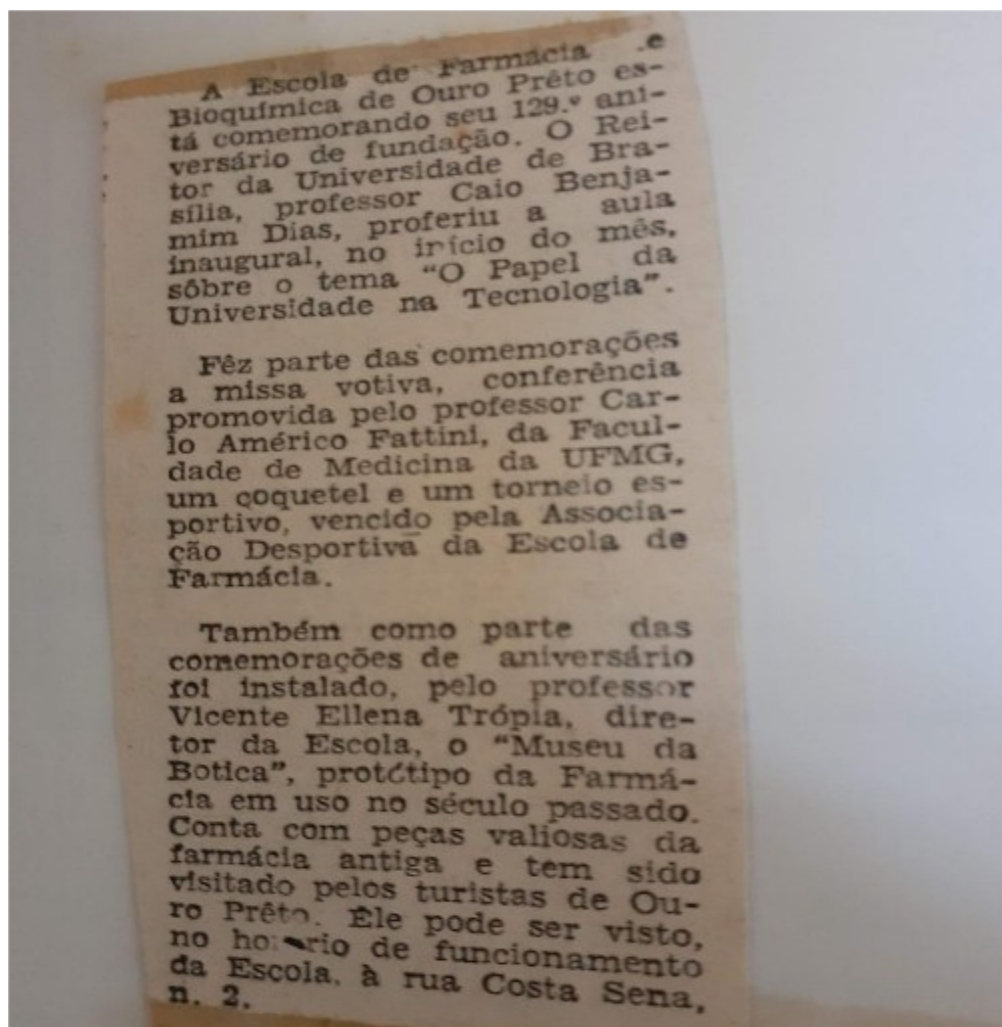 A Escola de Farmácia e
Bioquímica de Ouro Prêto es-
tá comemorando seu 129.º ani-
versário de fundação. O Rei-
tor da Universidade de Bra-
sília, professor Caio Benja-
mim Dias, proferiu a aula
inaugural, no início do mês,
sôbre o tema “O Papel da
Universidade na Tecnologia”.
Fêz parte das comemorações
a missa votiva, conferência
promovida pelo professor Car-
lo Américo Fattini, da Facul-
dade de Medicina da UFMG,
um coquetel e um torneio es-
portivo, vencido pela Associa-
ção Desportiva da Escola de
Farmácia.
Também como parte das
comemorações de aniversário
foi instalado, pelo professor
Vicente Ellena Trópia, dire-
tor da Escola, o “Museu da
Botica”, protótipo da Farmá-
cia em uso no século passado.
Conta com peças valiosas da
farmácia antiga e tem sido
visitado pelos turistas de Ou-
ro Prêto. Êle pode ser visto,
no horário de funcionamento
da Escola, à rua Costa Sena,
n. 2.